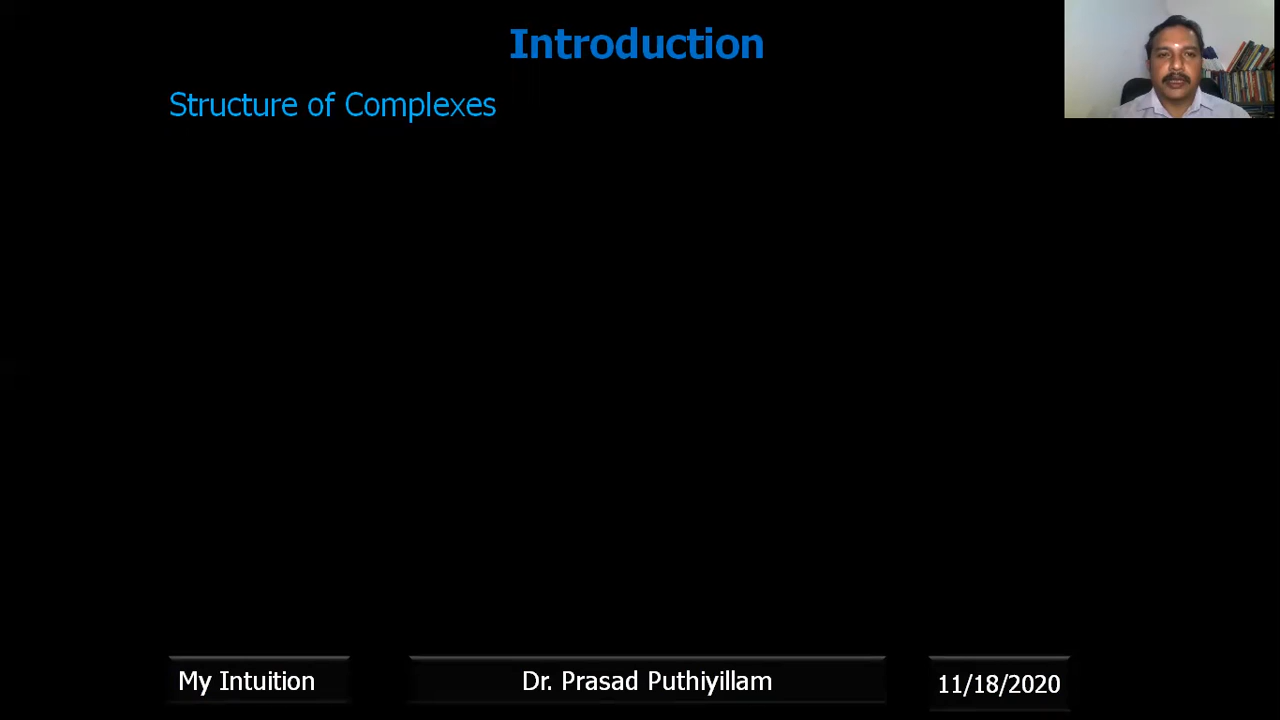 Introduction
Structure of Complexes
My Intuition
Dr. Prasad Puthiyillam
11/18/2020